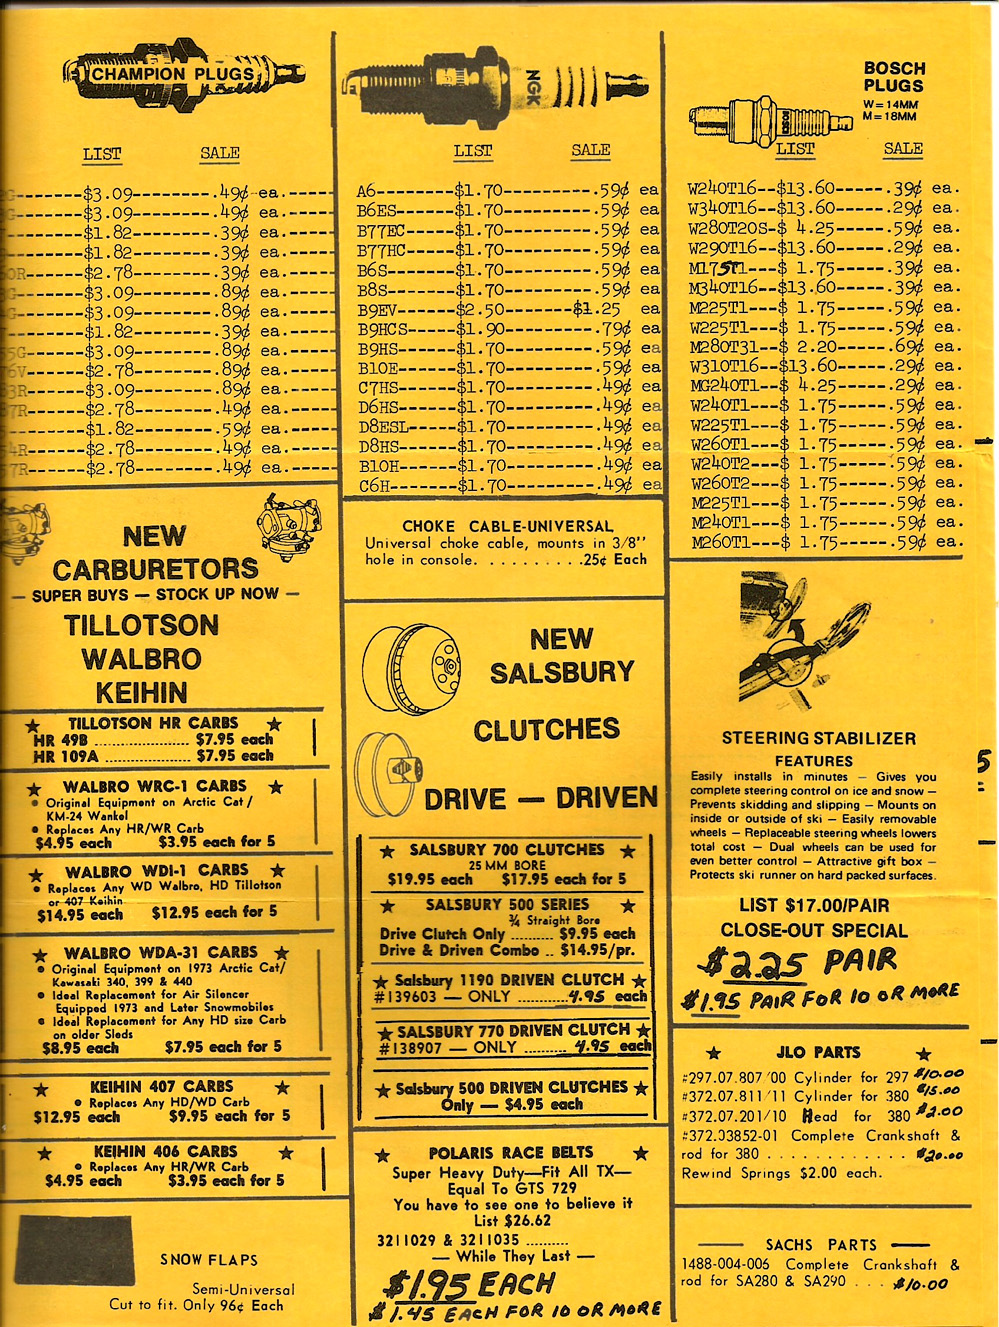 CHAMPION PLUGS
LIST SALE
$3.09--------.49¢ ea.
$3.09--------.49¢ ea.
$1.82--------.39¢ ea.
$1.82--------.39¢ ea.
$2.78--------.39¢ ea.
$3.09--------.89¢ ea.
$3.09--------.89¢ ea.
$1.82--------.39¢ ea.
$3.09--------.89¢ ea.
$2.78--------.89¢ ea.
$3.09--------.89¢ ea.
$2.78--------.49¢ ea.
$1.82--------.59¢ ea.
$2.78--------.49¢ ea.
$2.78--------.49¢ ea.
NEW
CARBURETORS
— SUPER BUYS — STOCK UP NOW —
TILLOTSON
WALBRO
KEIHIN
★ TILLOTSON HR CARBS ★
HR 49B .................... $7.95 each
HR 109A .................. $7.95 each
★ WALBRO WRC-1 CARBS ★
• Original Equipment on Arctic Cat/
KM-24 Wankel
• Replaces Any HR/WR Carb
$4.95 each $3.95 each for 5
★ WALBRO WDI-1 CARBS ★
• Replaces Any WD Walbro, HD Tillotson
or 407 Keihin
$14.95 each $12.95 each for 5
★ WALBRO WDA-31 CARBS ★
• Original Equipment on 1973 Arctic Cat/
Kawasaki 340, 399 & 440
• Ideal Replacement for Air Silencer
Equipped 1973 and Later Snowmobiles
• Ideal Replacement for Any HD size Carb
on older Sleds
$8.95 each $7.95 each for 5
★ KEIHIN 407 CARBS ★
• Replaces Any HD/WD Carb
$12.95 each $9.95 each for 5
★ KEIHIN 406 CARBS ★
• Replaces Any HR/WR Carb
$4.95 each $3.95 each for 5
SNOW FLAPS
Semi-Universal
Cut to fit. Only 96¢ Each
NGK
LIST SALE
A6---------$1.70----------.59¢ ea
B6ES-------$1.70----------.59¢ ea
B77EC------$1.70----------.59¢ ea
B77HC------$1.70----------.59¢ ea
B6S--------$1.70----------.59¢ ea
B8S--------$1.70----------.59¢ ea
B9EV-------$2.50 -------$1.25 ea
B9HCS------$1.90----------.79¢ ea
B9HS-------$1.70----------.59¢ ea
B10E-------$1.70----------.59¢ ea
C7HS-------$1.70----------.49¢ ea
D6HS-------$1.70----------.49¢ ea
D8ESL------$1.70----------.49¢ ea
D8HS-------$1.70----------.49¢ ea
B10H-------$1.70----------.49¢ ea
C6H--------$1.70----------.49¢ ea
CHOKE CABLE-UNIVERSAL
Universal choke cable, mounts in 3/8''
hole in console. . . . . . . . . .25¢ Each
NEW
SALSBURY
CLUTCHES
DRIVE — DRIVEN
★ SALSBURY 700 CLUTCHES ★
25 MM BORE
$19.95 each $17.95 each for 5
★ SALSBURY 500 SERIES ★
¾ Straight Bore
Drive Clutch Only .......... $9.95 each
Drive & Driven Combo .. $14.95/pr.
★ Salsbury 1190 DRIVEN CLUTCH ★
#139603 — ONLY ........... 4.95 each
★ SALSBURY 770 DRIVEN CLUTCH ★
#138907 — ONLY .......... 4.95 each
★ Salsbury 500 DRIVEN CLUTCHES ★
Only — $4.95 each
★ POLARIS RACE BELTS ★
Super Heavy Duty—Fit All TX—
Equal To GTS 729
You have to see one to believe it
List $26.62
3211029 & 3211035 ..........
— While They Last —
$1.95 EACH
$1.45 EACH FOR 10 OR MORE
BOSCH
PLUGS
W=14MM
M=18MM
BOSCH
LIST SALE
W240T16--$13.60------.39¢ ea.
W340T16--$13.60------.29¢ ea.
W280T20S-$ 4.25------.59¢ ea.
W290T16--$13.60------.29¢ ea.
M175T1---$ 1.75------.39¢ ea.
M340T16--$13.60------.39¢ ea.
M225T1---$ 1.75------.59¢ ea.
W225T1---$ 1.75------.59¢ ea.
M280T31--$ 2.20------.69¢ ea.
W310T16--$13.60------.29¢ ea.
MG240T1--$ 4.25------.29¢ ea.
W240T1---$ 1.75------.59¢ ea.
W225T1---$ 1.75------.59¢ ea.
W260T1---$ 1.75------.59¢ ea.
W240T2---$ 1.75------.59¢ ea.
W260T2---$ 1.75------.59¢ ea.
M225T1---$ 1.75------.59¢ ea.
M240T1---$ 1.75------.59¢ ea.
M260T1---$ 1.75------.59¢ ea.
STEERING STABILIZER
FEATURES
Easily installs in minutes — Gives you
complete steering control on ice and snow —
Prevents skidding and slipping — Mounts on
inside or outside of ski — Easily removable
wheels — Replaceable steering wheels lowers
total cost — Dual wheels can be used for
even better control — Attractive gift box —
Protects ski runner on hard packed surfaces.
LIST $17.00/PAIR
CLOSE-OUT SPECIAL
$2.25 PAIR
$1.95 PAIR FOR 10 OR MORE
★ JLO PARTS ★
#297.07.807/00 Cylinder for 297 $10.00
#372.07.811/11 Cylinder for 380 $15.00
#372.07.201/10 Head for 380 $2.00
#372.03852-01 Complete Crankshaft &
rod for 380 . . . . . . . . . . . . $20.00
Rewind Springs $2.00 each.
— SACHS PARTS —
1488-004-006 Complete Crankshaft &
rod for SA280 & SA290 . . . $10.00
5